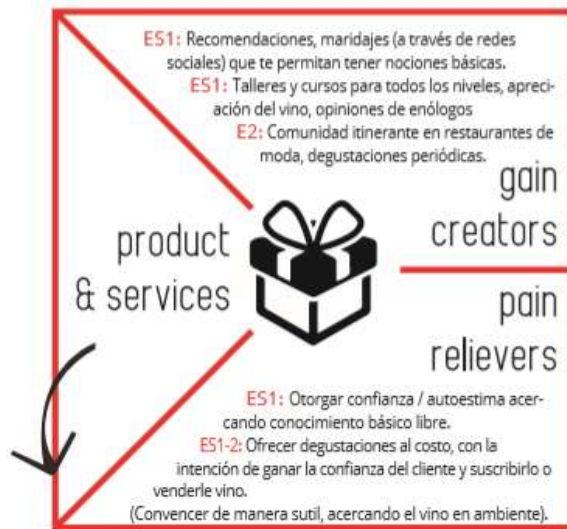 ES1: Recomendaciones, maridajes (a través de redes
sociales) que te permitan tener nociones básicas.
ES1: Talleres y cursos para todos los niveles, apreci-
ación del vino, opiniones de enólogos
E2: Comunidad itinerante en restaurantes de
moda, degustaciones periódicas.
gain
creators
product
& services
pain
relievers
ES1: Otorgar confianza / autoestima acer-
cando conocimiento básico libre.
ES1-2: Ofrecer degustaciones al costo, con la
intención de ganar la confianza del cliente y suscribirlo o
venderle vino.
(Convencer de manera sutil, acercando el vino en ambiente).